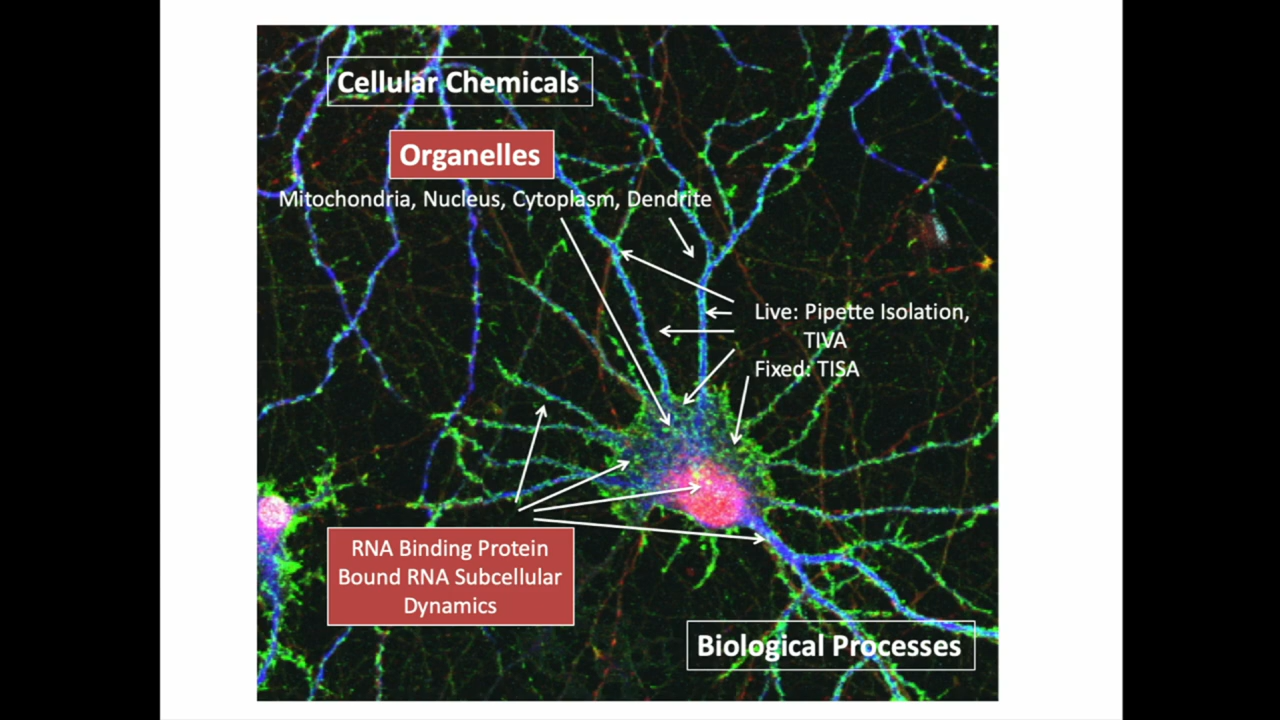 Cellular Chemicals
Organelles
Mitochondria, Nucleus, Cytoplasm, Dendrite
Live: Pipette Isolation,
TIVA
Fixed: TISA
RNA Binding Protein
Bound RNA Subcellular
Dynamics
Biological Processes